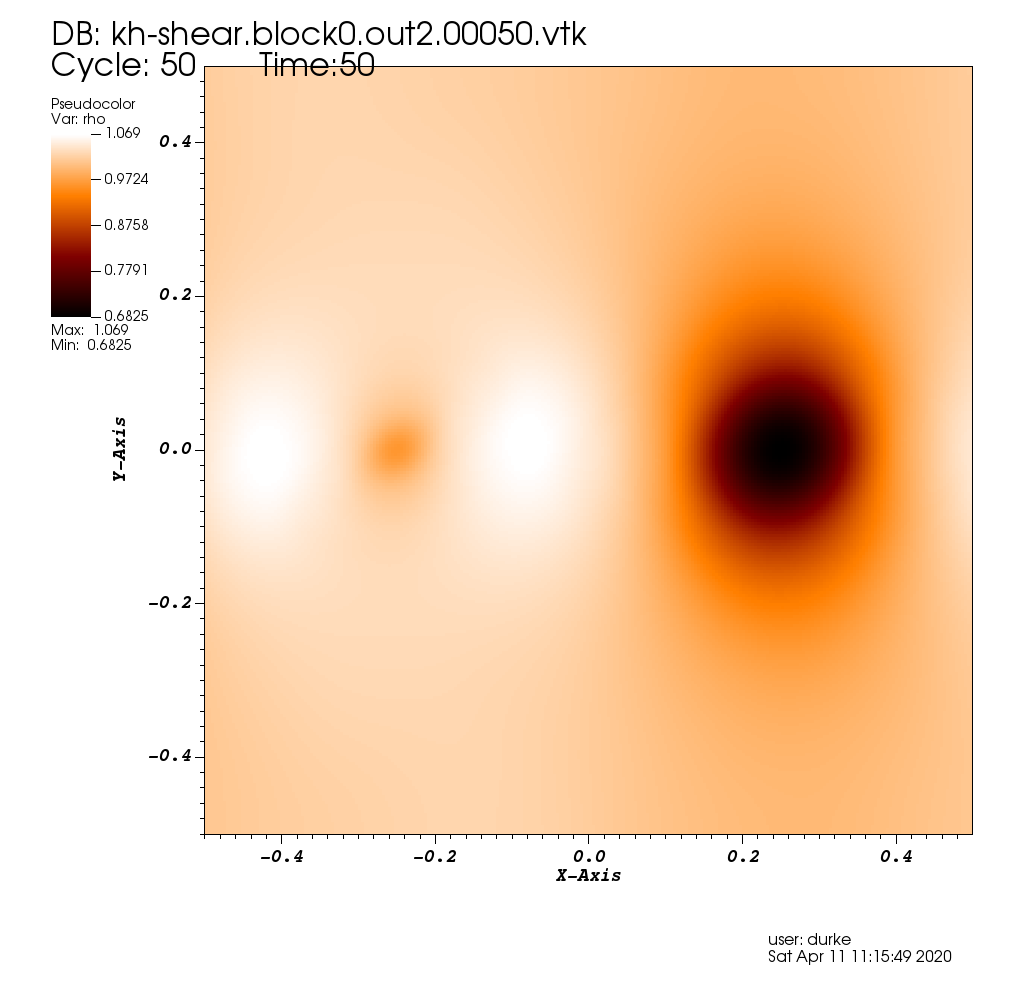 DB: kh-shear.block0.out2.00050.vtk
Cycle: 50 Time:50
Pseudocolor
Var: rho
1.069
0.9724
0.8758
0.7791
0.6825
Max: 1.069
Min: 0.6825
0.4
0.2
0.0
-0.2
-0.4
Y-Axis
-0.4 -0.2 0.0 0.2 0.4
X-Axis
user: durke
Sat Apr 11 11:15:49 2020